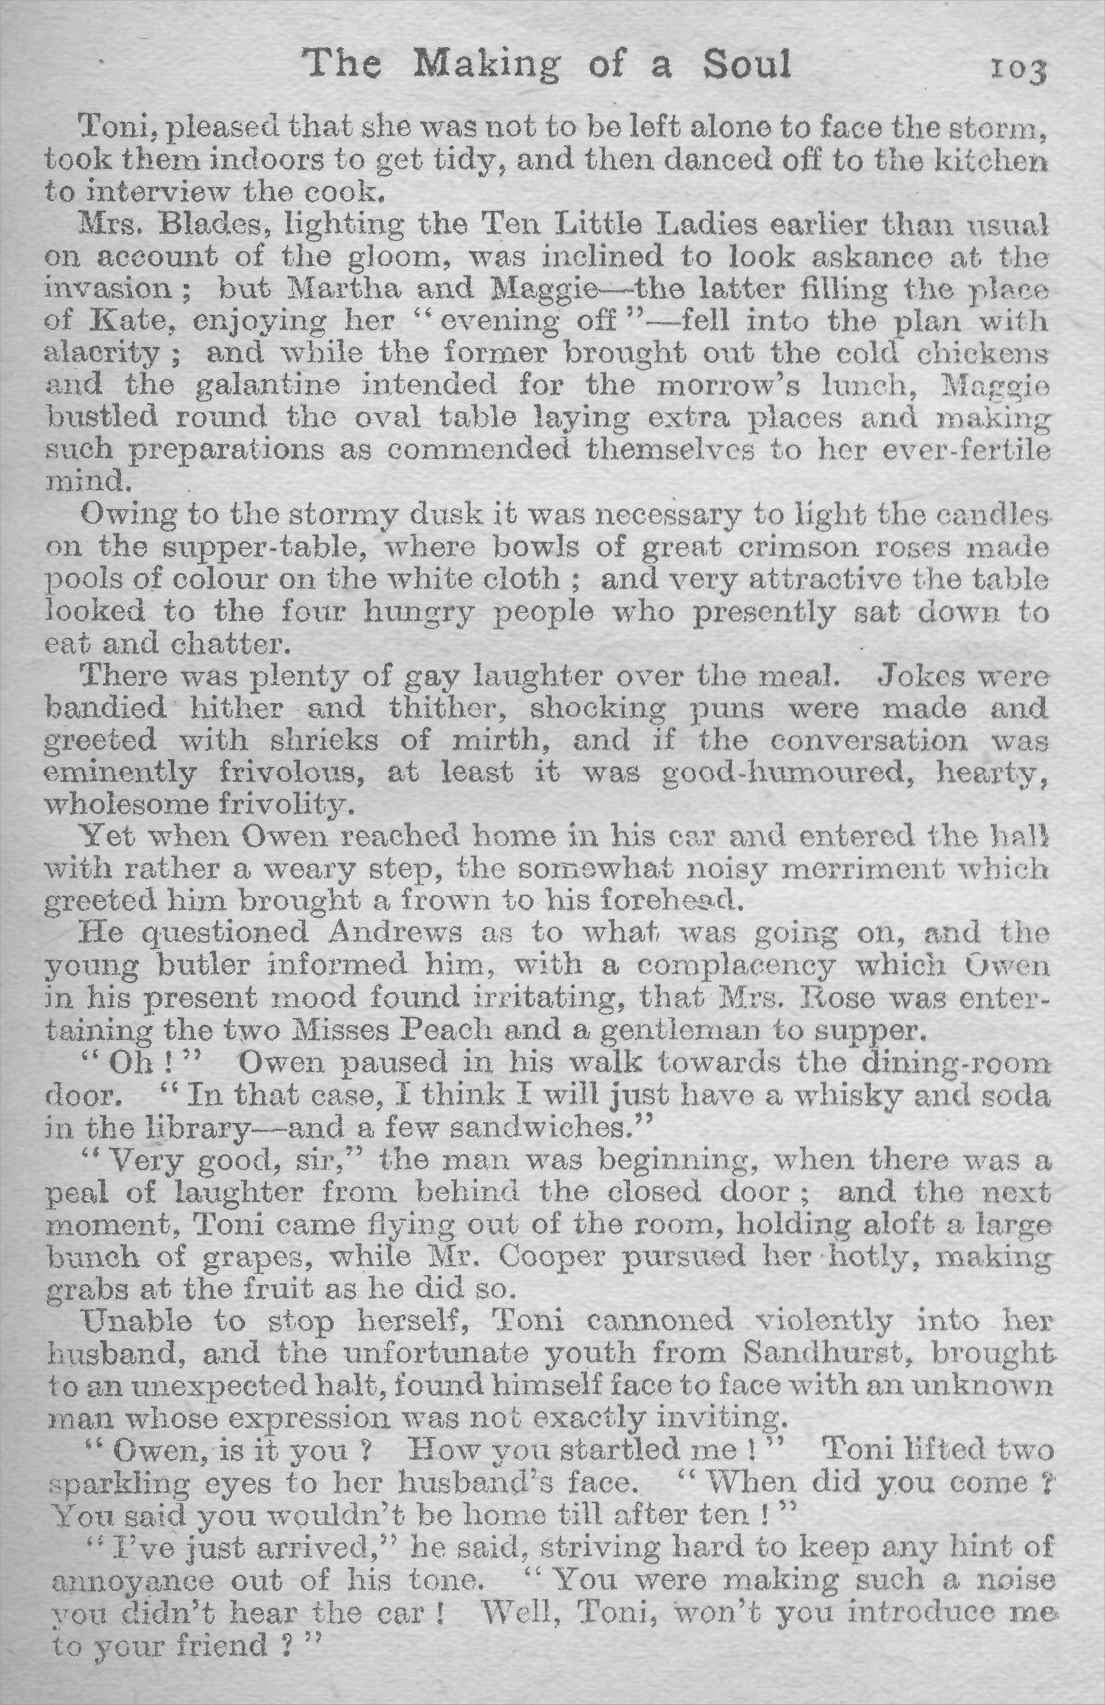 The Making of a Soul 103
Toni, pleased that she was not to be left alone to face the storm,
took them indoors to get tidy, and then danced off to the kitchen
to interview the cook.
Mrs. Blades, lighting the Ten Little Ladies earlier than usual
on account of the gloom, was inclined to look askance at the
invasion ; but Martha and Maggie—the latter filling the place
of Kate, enjoying her “ evening off ”—fell into the plan with
alacrity ; and while the former brought out the cold chickens
and the galantine intended for the morrow’s lunch, Maggie
bustled round the oval table laying extra places and making
such preparations as commended themselves to her ever-fertile
mind.
Owing to the stormy dusk it was necessary to light the candles
on the supper-table, where bowls of great crimson roses made
pools of colour on the white cloth ; and very attractive the table
looked to the four hungry people who presently sat down to
eat and chatter.
There was plenty of gay laughter over the meal. Jokes were
bandied hither and thither, shocking puns were made and
greeted with shrieks of mirth, and if the conversation was
eminently frivolous, at least it was good-humoured, hearty,
wholesome frivolity.
Yet when Owen reached home in his car and entered the hall
with rather a weary step, the somewhat noisy merriment which
greeted him brought a frown to his forehead.
He questioned Andrews as to what was going on, and the
young butler informed him, with a complacency which Owen
in his present mood found irritating, that Mrs. Rose was enter-
taining the two Misses Peach and a gentleman to supper.
“ Oh ! ” Owen paused in his walk towards the dining-room
door. “ In that case, I think I will just have a whisky and soda
in the library—and a few sandwiches.”
“ Very good, sir,” the man was beginning, when there was a
peal of laughter from behind the closed door ; and the next
moment, Toni came flying out of the room, holding aloft a large
bunch of grapes, while Mr. Cooper pursued her hotly, making
grabs at the fruit as he did so.
Unable to stop herself, Toni cannoned violently into her
husband, and the unfortunate youth from Sandhurst, brought
to an unexpected halt, found himself face to face with an unknown
man whose expression was not exactly inviting.
“ Owen, is it you ? How you startled me ! ” Toni lifted two
sparkling eyes to her husband’s face. “ When did you come ?
You said you wouldn’t be home till after ten ! ”
“ I’ve just arrived,” he said, striving hard to keep any hint of
annoyance out of his tone. “ You were making such a noise
you didn’t hear the car ! Well, Toni, won’t you introduce me
to your friend ? ”